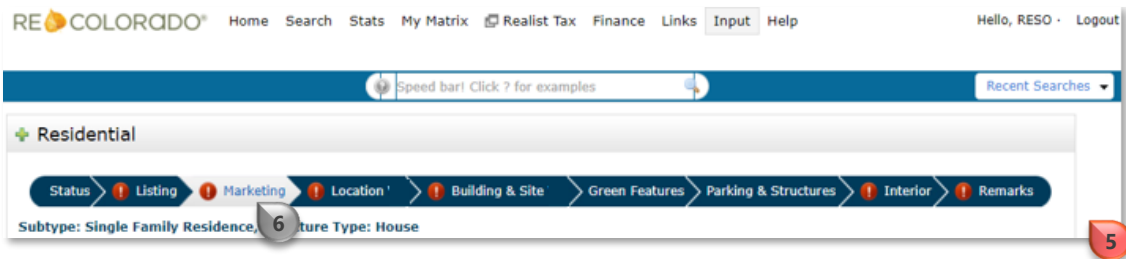 RECOLORADO® Home Search Stats My Matrix Realist Tax Finance Links Input Help Hello, RESO · Logout
? Speed bar! Click ? for examples Recent Searches
Residential
Status ! Listing ! Marketing ! Location ' ! Building & Site Green Features Parking & Structures ! Interior ! Remarks
Subtype: Single Family Residence, 6 ture Type: House
5